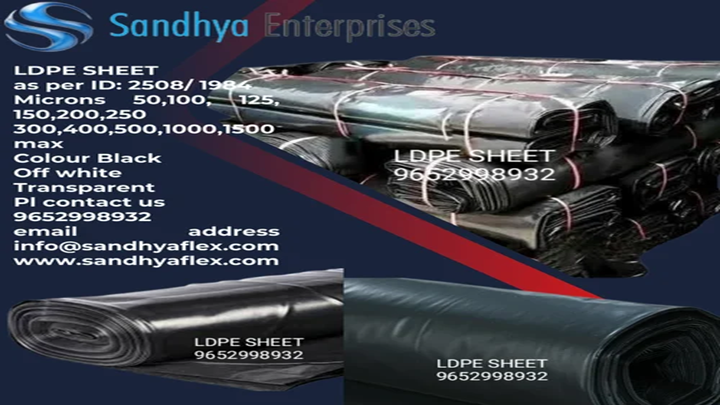 Sandhya Enterprises
LDPE SHEET
as per ID: 2508/ 1984
Microns 50,100, 125,
150,200,250
300,400,500,1000,1500
max
Colour Black
Off white
Transparent
Pl contact us
9652998932
email address
info@sandhyaflex.com
www.sandhyaflex.com
LDPE SHEET
9652998932
LDPE SHEET
9652998932
LDPE SHEET
9652998932